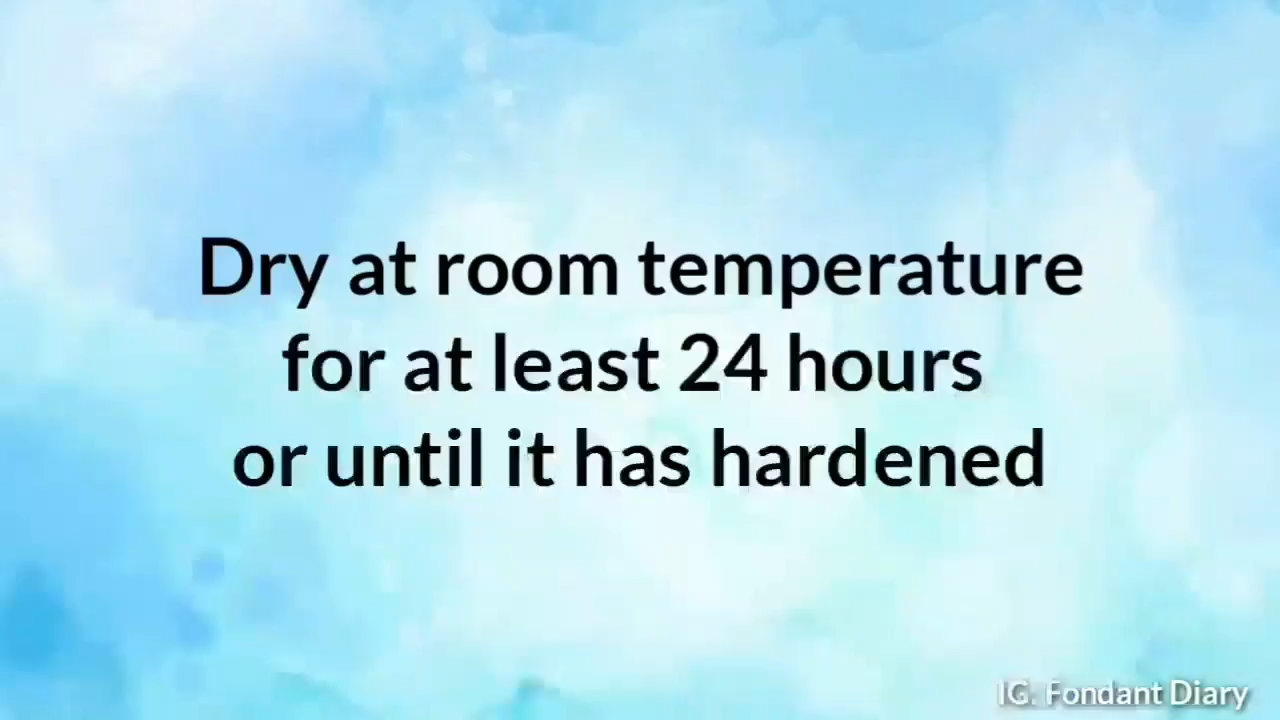 Dry at room temperature
for at least 24 hours
or until it has hardened
IG: Fondant Diary